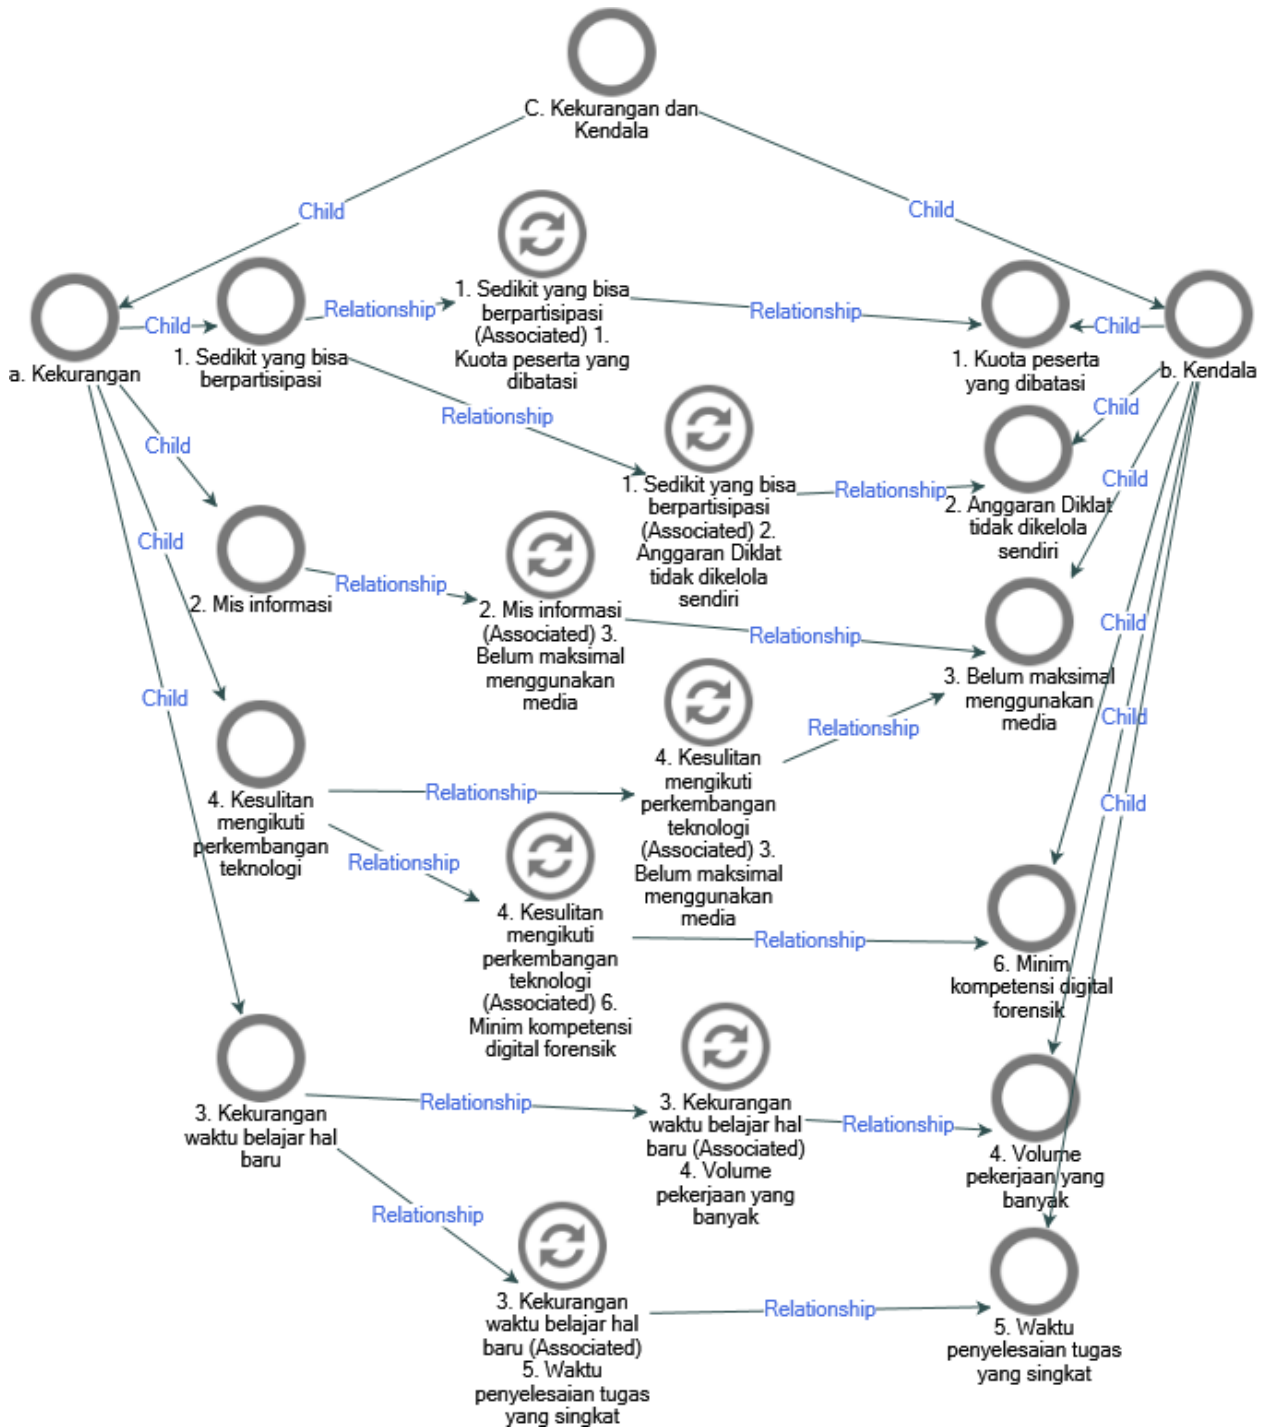 C. Kekurangan dan
Kendala
Child
Child
a. Kekurangan
Child
1. Sedikit yang bisa
berpartisipasi
Relationship
1. Sedikit yang bisa
berpartisipasi
(Associated) 1.
Kuota peserta yang
dibatasi
Relationship
1. Kuota peserta
yang dibatasi
Child
b. Kendala
Child
Relationship
Child
1. Sedikit yang bisa
berpartisipasi
(Associated) 2.
Anggaran Diklat
tidak dikelola
sendiri
Relationship
2. Anggaran Diklat
tidak dikelola
sendiri
Child
Child
2. Mis informasi
Relationship
2. Mis informasi
(Associated) 3.
Belum maksimal
menggunakan
media
Relationship
3. Belum maksimal
menggunakan
media
Child
Child
Child
4. Kesulitan
mengikuti
perkembangan
teknologi
Relationship
4. Kesulitan
mengikuti
perkembangan
teknologi
(Associated) 3.
Belum maksimal
menggunakan
media
Relationship
Child
Relationship
4. Kesulitan
mengikuti
perkembangan
teknologi
(Associated) 6.
Minim kompetensi
digital forensik
Relationship
6. Minim
kompetensi digital
forensik
3. Kekurangan
waktu belajar hal
baru
Relationship
3. Kekurangan
waktu belajar hal
baru (Associated)
4. Volume
pekerjaan yang
banyak
Relationship
4. Volume
pekerjaan yang
banyak
Relationship
3. Kekurangan
waktu belajar hal
baru (Associated)
5. Waktu
penyelesaian tugas
yang singkat
Relationship
5. Waktu
penyelesaian tugas
yang singkat